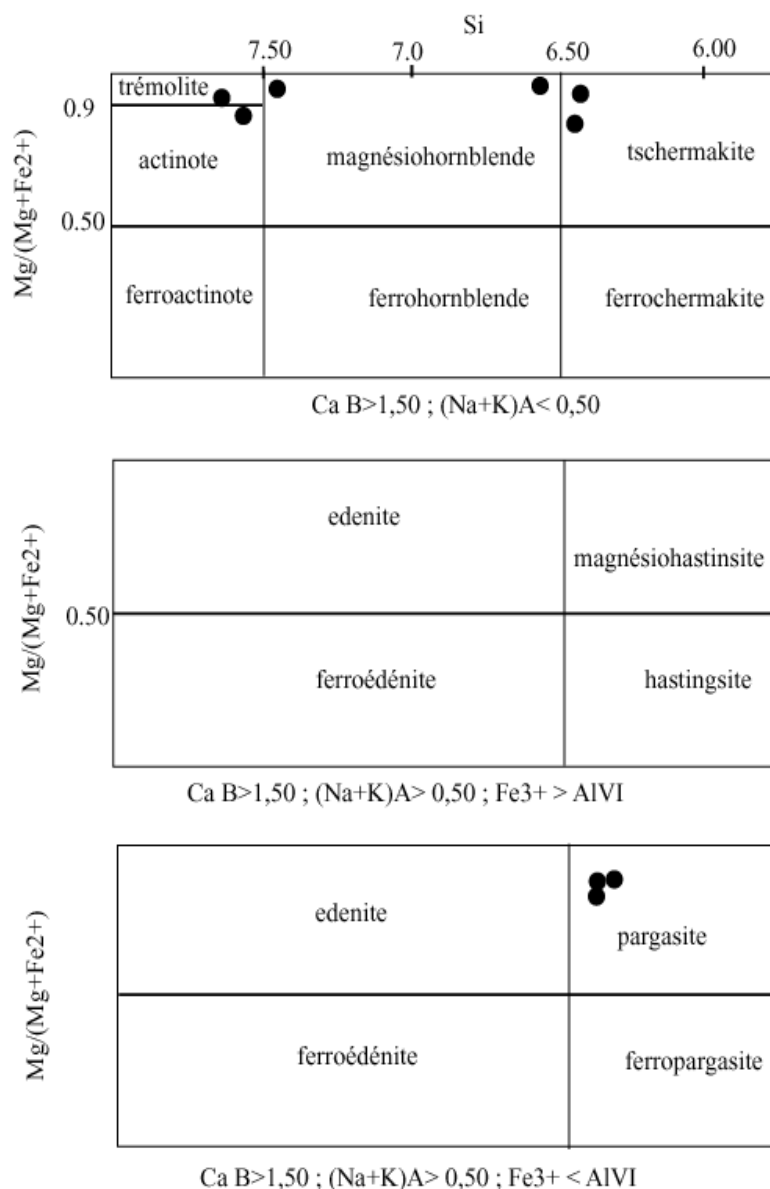 Si
7.50 7.0 6.50 6.00
trémolite
0.9
actinote magnésiohornblende tschermakite
0.50
ferroactinote ferrohornblende ferrochermakite
Mg/(Mg+Fe2+)
Ca B>1,50 ; (Na+K)A< 0,50
edenite
magnésiohastinsite
0.50
ferroédénite hastingsite
Mg/(Mg+Fe2+)
Ca B>1,50 ; (Na+K)A> 0,50 ; Fe3+ > AlVI
edenite
pargasite
ferroédénite ferropargasite
Mg/(Mg+Fe2+)
Ca B>1,50 ; (Na+K)A> 0,50 ; Fe3+ < AlVI